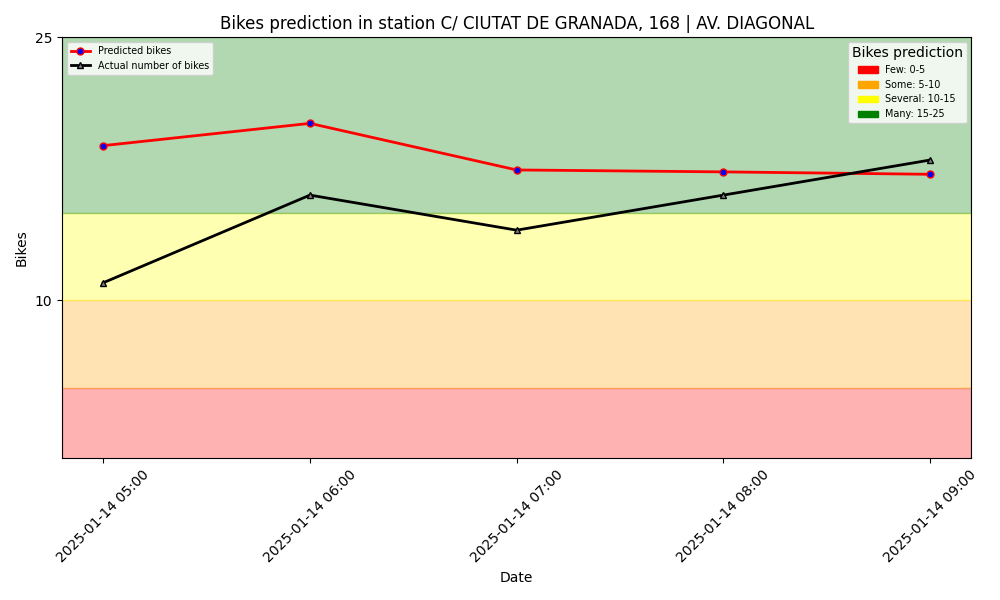 Bikes prediction in station C/ CIUTAT DE GRANADA, 168 | AV. DIAGONAL
25
Predicted bikes
Actual number of bikes
Bikes prediction
Few: 0-5
Some: 5-10
Several: 10-15
Many: 15-25
Bikes
10
2025-01-14 05:00
2025-01-14 06:00
2025-01-14 07:00
2025-01-14 08:00
2025-01-14 09:00
Date